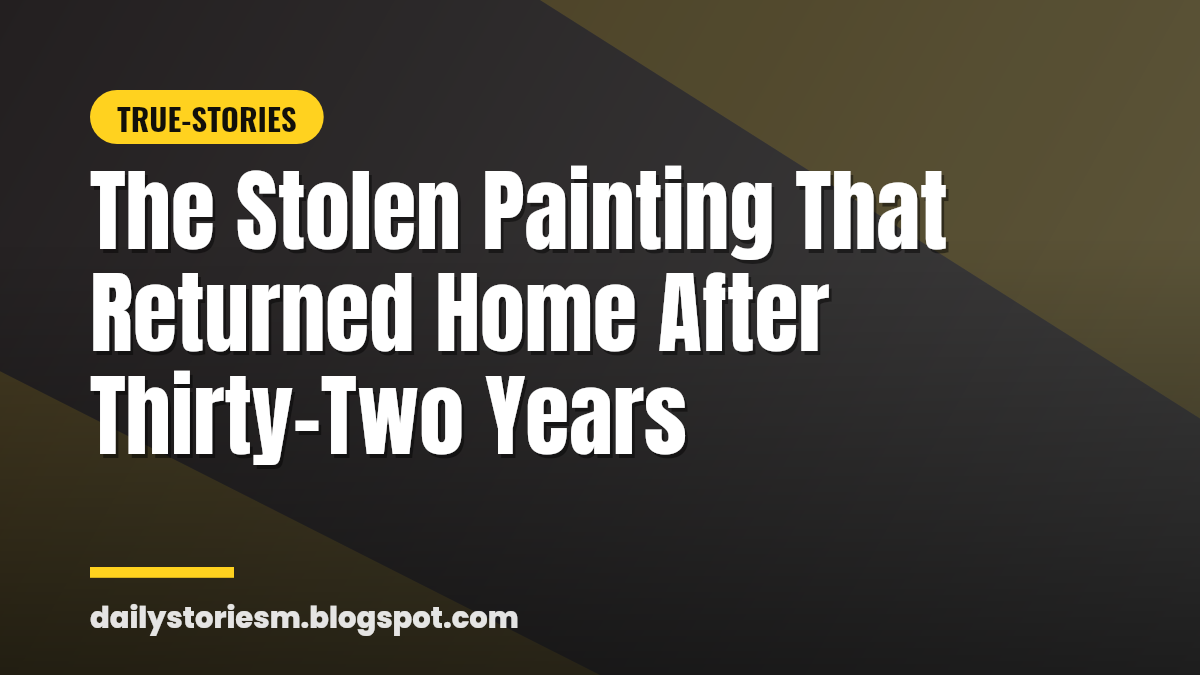 TRUE-STORIES
The Stolen Painting That
Returned Home After
Thirty-Two Years
dailystoriesm.blogspot.com